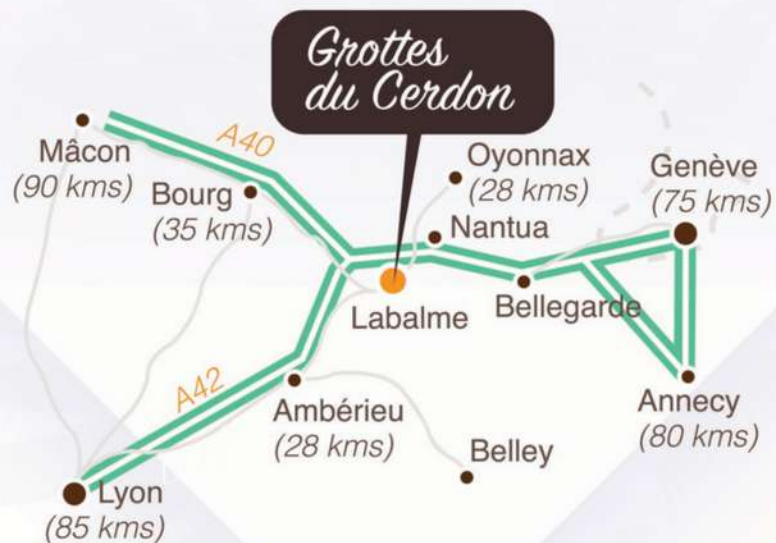 Grottes
du Cerdon
A40
Mâcon
(90 kms)
Bourg
(35 kms)
Oyonnax
(28 kms)
Nantua
Genève
(75 kms)
Labalme
Bellegarde
A42
Ambérieu
(28 kms)
Annecy
(80 kms)
Belley
Lyon
(85 kms)